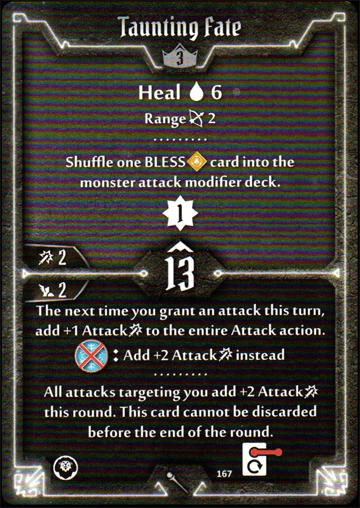 Taunting Fate
3
Heal 6
Range 2
Shuffle one BLESS card into the
monster attack modifier deck.
1
2
13
2
The next time you grant an attack this turn,
add +1 Attack to the entire Attack action.
: Add +2 Attack instead
All attacks targeting you add +2 Attack
this round. This card cannot be discarded
before the end of the round.
167